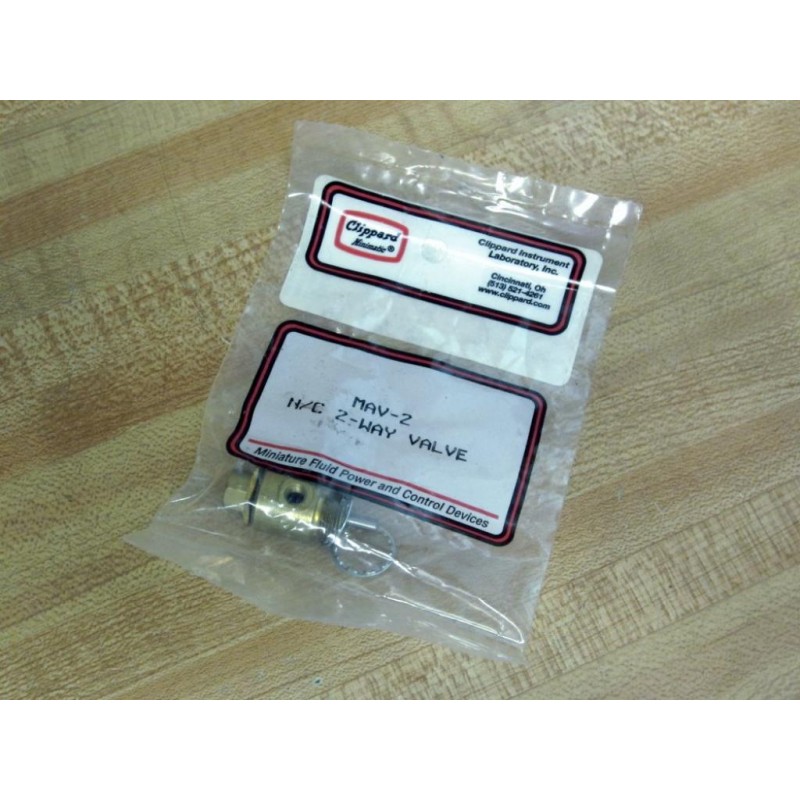 Clippard
Minimatic®
Clippard Instrument
Laboratory, Inc.
Cincinnati, Oh
(513) 521-4261
www.clippard.com
MAV-2
N/C 2-WAY VALVE
Miniature Fluid Power and Control Devices